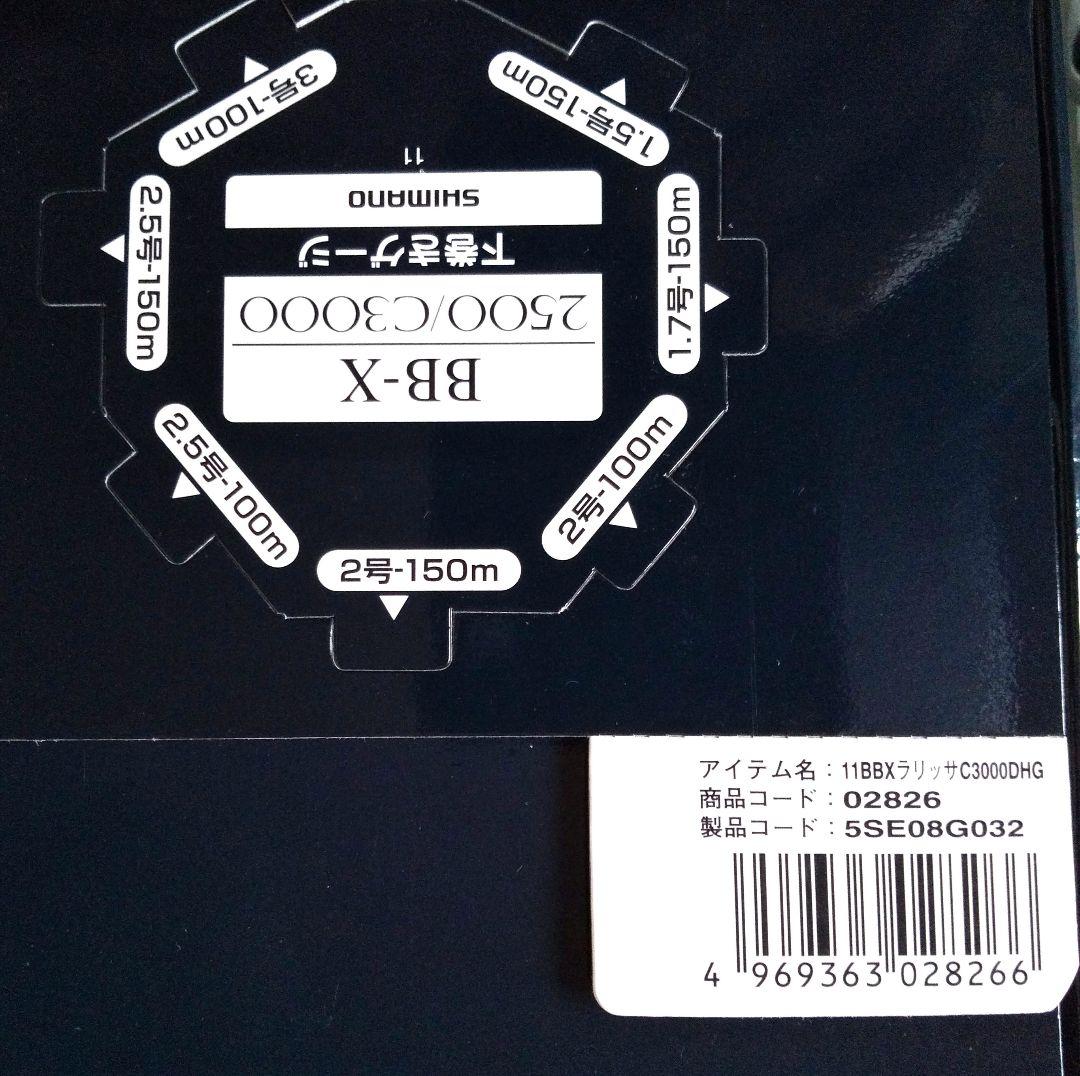 3号-100m
1.5号-150m
11
SHIMANO
下巻きゲージ
2500/C3000
BB-X
2.5号-150m
1.7号-150m
2.5号-100m
2号-100m
2号-150m
アイテム名：11BBXラリッサC3000DHG
商品コード：02826
製品コード：5SE08G032
4 969363 028266